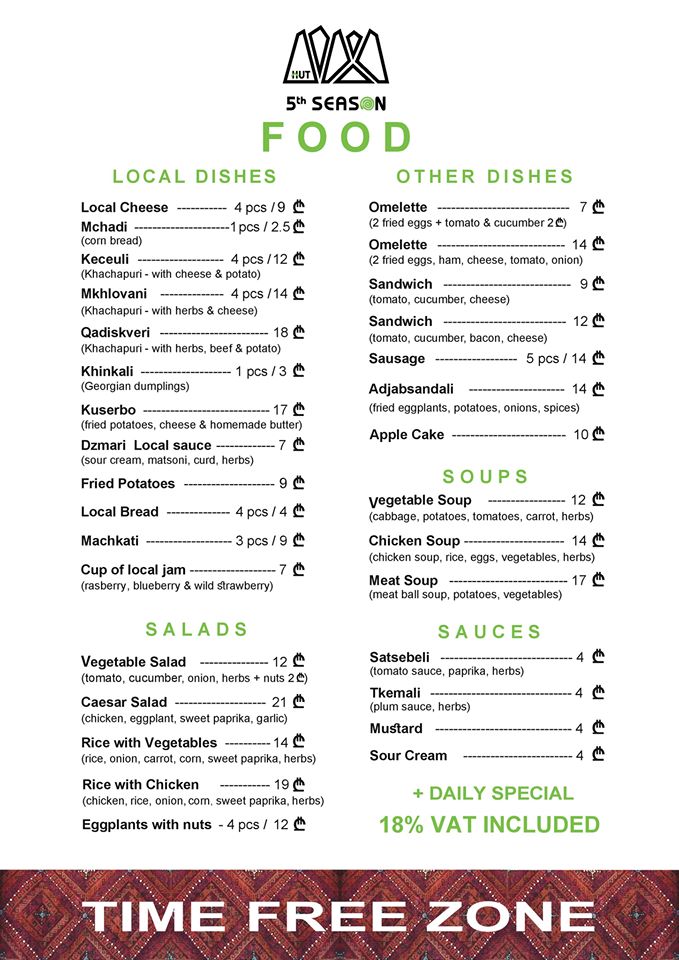 HUT
5th SEASON
FOOD
LOCAL DISHES
Local Cheese ----------- 4 pcs / 9 ₾
Mchadi ---------------------1 pcs / 2.5 ₾
(corn bread)
Keceuli ---------------- 4 pcs / 12 ₾
(Khachapuri - with cheese & potato)
Mkhlovani -------------- 4 pcs / 14 ₾
(Khachapuri - with herbs & cheese)
Qadiskveri ------------------------ 18 ₾
(Khachapuri - with herbs, beef & potato)
Khinkali -------------------- 1 pcs / 3 ₾
(Georgian dumplings)
Kuserbo ---------------------------- 17 ₾
(fried potatoes, cheese & homemade butter)
Dzmari Local sauce ------------- 7 ₾
(sour cream, matsoni, curd, herbs)
Fried Potatoes -------------------- 9 ₾
Local Bread -------------- 4 pcs / 4 ₾
Machkati ------------------- 3 pcs / 9 ₾
Cup of local jam ------------------- 7 ₾
(rasberry, blueberry & wild strawberry)
SALADS
Vegetable Salad --------------- 12 ₾
(tomato, cucumber, onion, herbs + nuts 2 ₾)
Caesar Salad -------------------- 21 ₾
(chicken, eggplant, sweet paprika, garlic)
Rice with Vegetables ---------- 14 ₾
(rice, onion, carrot, corn, sweet paprika, herbs)
Rice with Chicken ----------- 19 ₾
(chicken, rice, onion, corn, sweet paprika, herbs)
Eggplants with nuts - 4 pcs / 12 ₾
OTHER DISHES
Omelette ----------------------------- 7 ₾
(2 fried eggs + tomato & cucumber 2 ₾)
Omelette ---------------------------- 14 ₾
(2 fried eggs, ham, cheese, tomato, onion)
Sandwich ---------------------------- 9 ₾
(tomato, cucumber, cheese)
Sandwich -------------------------- 12 ₾
(tomato, cucumber, bacon, cheese)
Sausage ------------------ 5 pcs / 14 ₾
Adjabsandali --------------------- 14 ₾
(fried eggplants, potatoes, onions, spices)
Apple Cake ------------------------- 10 ₾
SOUPS
Vegetable Soup ----------------- 12 ₾
(cabbage, potatoes, tomatoes, carrot, herbs)
Chicken Soup ---------------------- 14 ₾
(chicken soup, rice, eggs, vegetables, herbs)
Meat Soup -------------------------- 17 ₾
(meat ball soup, potatoes, vegetables)
SAUCES
Satsebeli ----------------------------- 4 ₾
(tomato sauce, paprika, herbs)
Tkemali ------------------------------- 4 ₾
(plum sauce, herbs)
Mustard ------------------------------ 4 ₾
Sour Cream ------------------------ 4 ₾
+ DAILY SPECIAL
18% VAT INCLUDED
TIME FREE ZONE